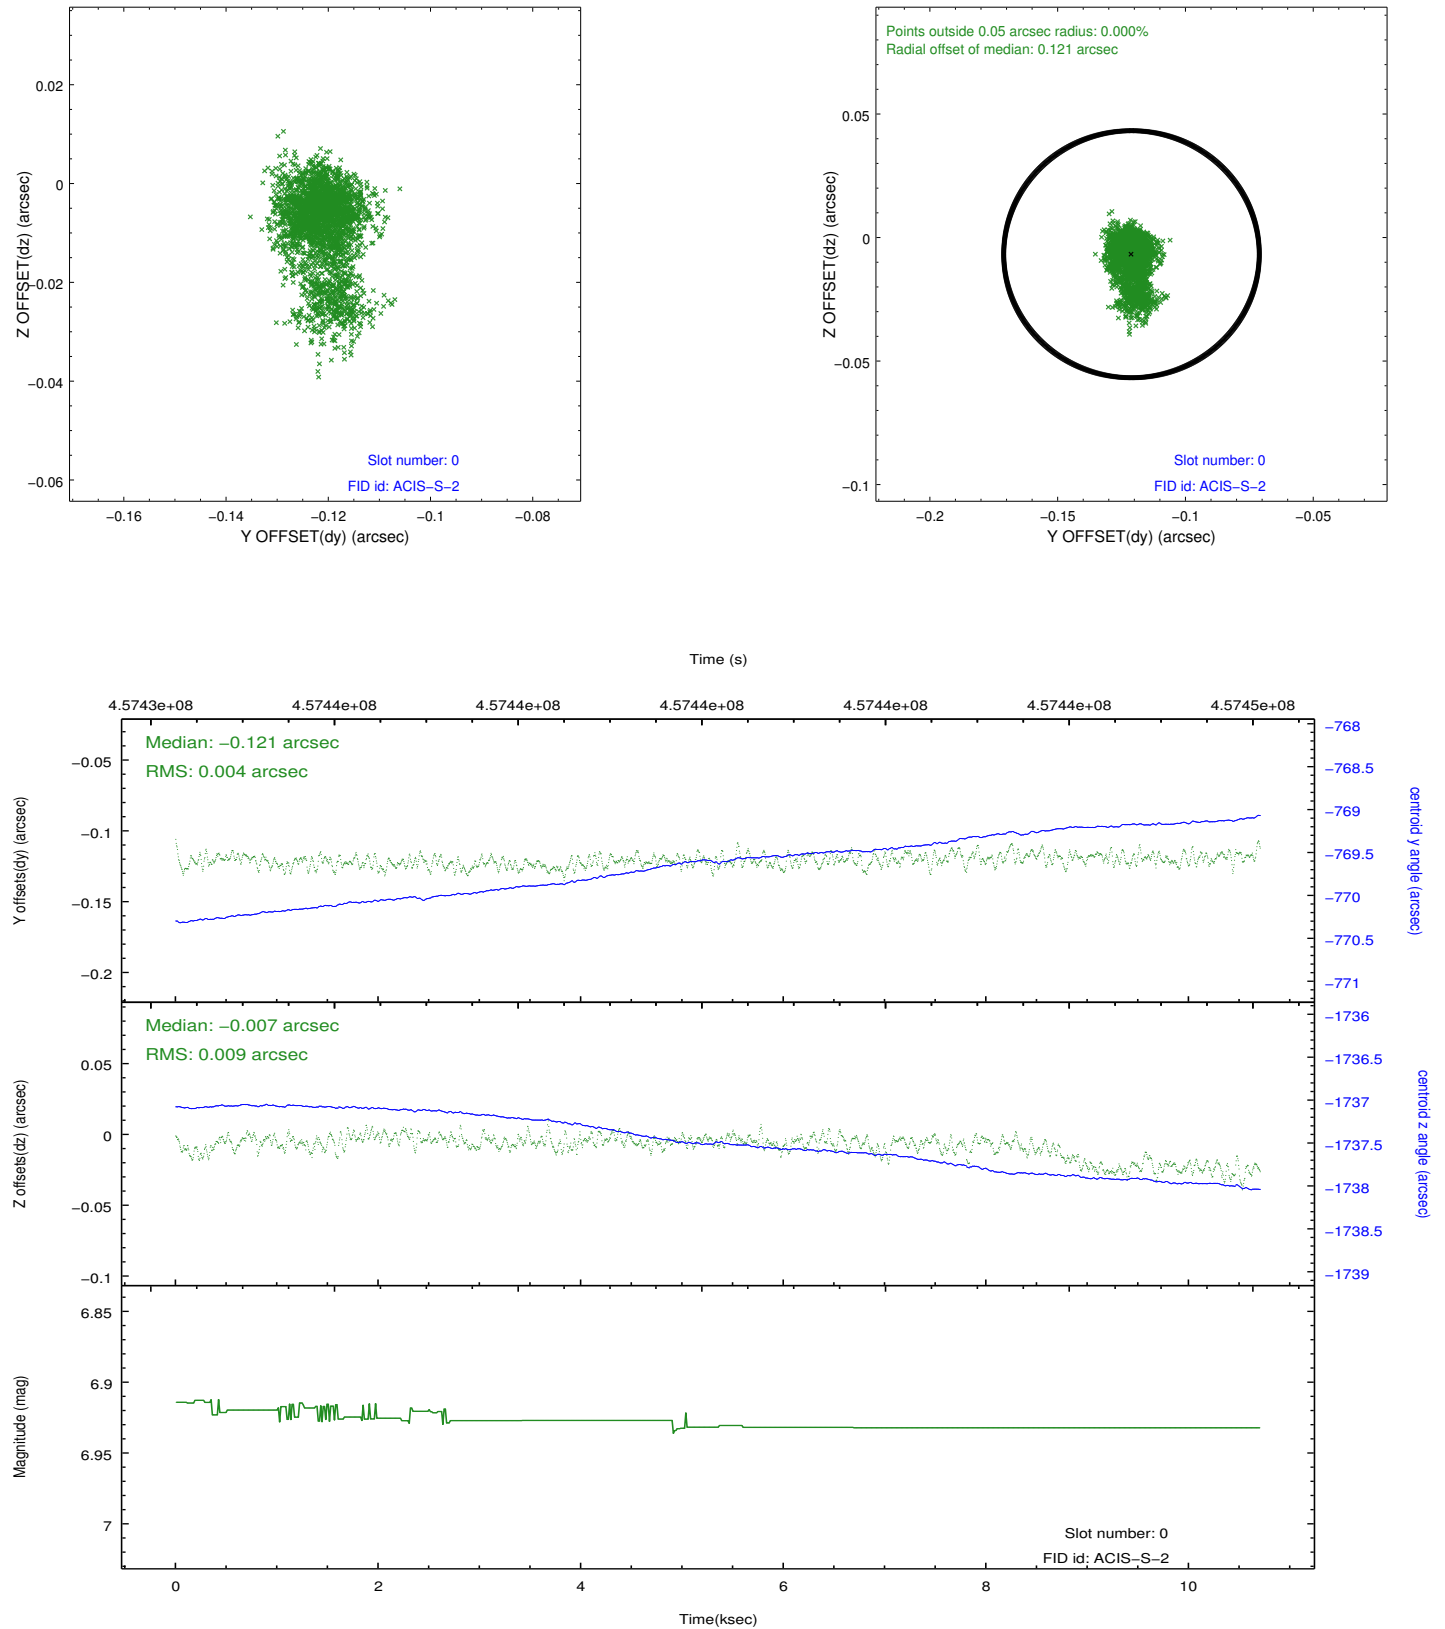 0.02
0
−0.02
−0.04
−0.06
Z OFFSET(dz) (arcsec)
Slot number: 0
FID id: ACIS−S−2
−0.16 −0.14 −0.12 −0.1 −0.08
Y OFFSET(dy) (arcsec)
Points outside 0.05 arcsec radius: 0.000%
Radial offset of median: 0.121 arcsec
0.05
0
−0.05
−0.1
Z OFFSET(dz) (arcsec)
Slot number: 0
FID id: ACIS−S−2
−0.2 −0.15 −0.1 −0.05
Y OFFSET(dy) (arcsec)
Time (s)
4.5743e+08 4.5744e+08 4.5744e+08 4.5744e+08 4.5744e+08 4.5744e+08 4.5745e+08
Median: −0.121 arcsec
RMS: 0.004 arcsec
−0.05
−0.1
−0.15
−0.2
Y offsets(dy) (arcsec)
−768
−768.5
−769
−769.5
−770
−770.5
−771
centroid y angle (arcsec)
Median: −0.007 arcsec
RMS: 0.009 arcsec
0.05
0
−0.05
−0.1
Z offsets(dz) (arcsec)
−1736
−1736.5
−1737
−1737.5
−1738
−1738.5
−1739
centroid z angle (arcsec)
6.85
6.9
6.95
7
Magnitude (mag)
Slot number: 0
FID id: ACIS−S−2
0 2 4 6 8 10
Time(ksec)